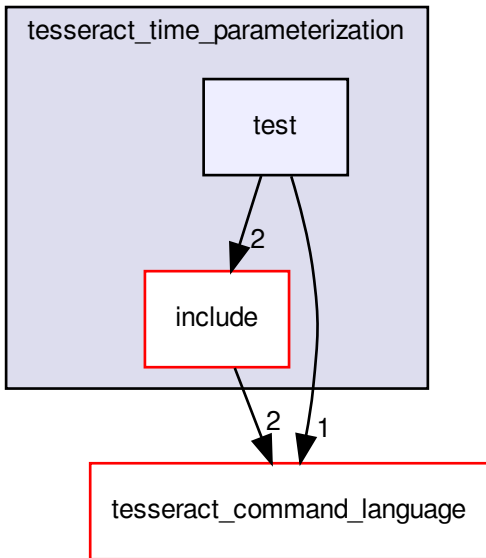 tesseract_time_parameterization
test
2
include
2
1
tesseract_command_language